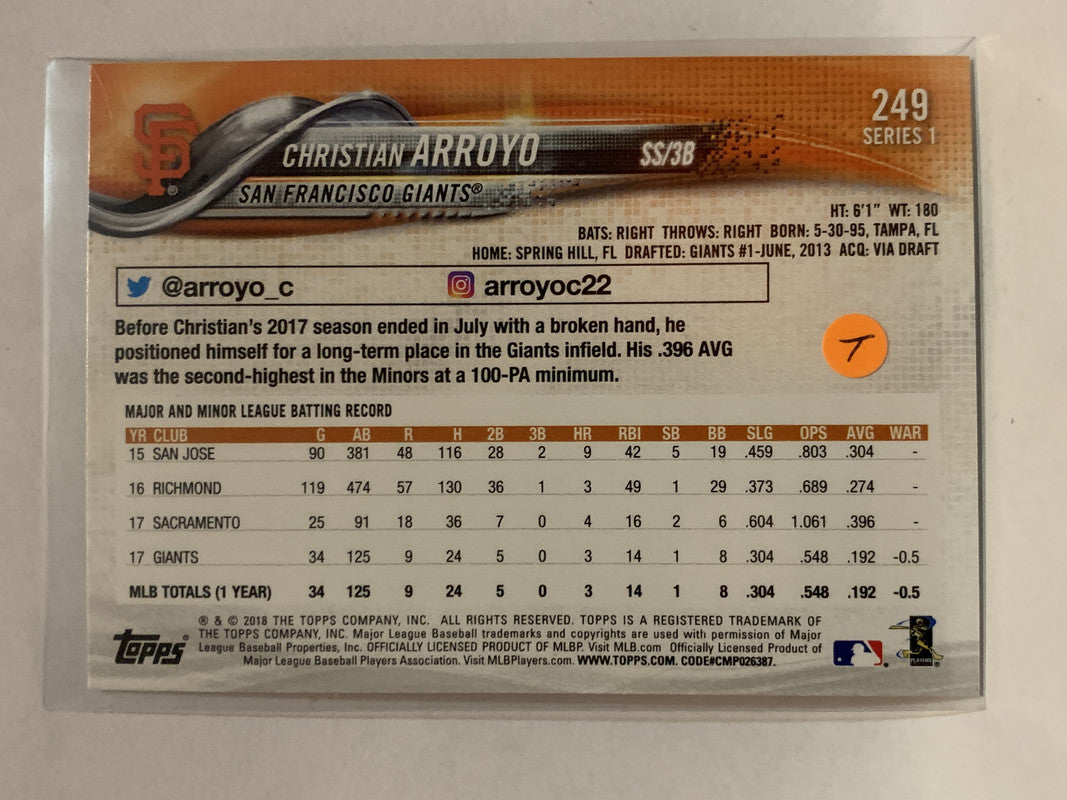 SF
249
SERIES 1
CHRISTIAN ARROYO SS/3B
SAN FRANCISCO GIANTS®
HT: 6'1" WT: 180
BATS: RIGHT THROWS: RIGHT BORN: 5-30-95, TAMPA, FL
HOME: SPRING HILL, FL DRAFTED: GIANTS #1-JUNE, 2013 ACQ: VIA DRAFT
@arroyo_c arroyoc22
Before Christian's 2017 season ended in July with a broken hand, he
positioned himself for a long-term place in the Giants infield. His .396 AVG
was the second-highest in the Minors at a 100-PA minimum.
T
MAJOR AND MINOR LEAGUE BATTING RECORD
YR CLUB G AB R H 2B 3B HR RBI SB BB SLG OPS AVG WAR
15 SAN JOSE 90 381 48 116 28 2 9 42 5 19 .459 .803 .304 -
16 RICHMOND 119 474 57 130 36 1 3 49 1 29 .373 .689 .274 -
17 SACRAMENTO 25 91 18 36 7 0 4 16 2 6 .604 1.061 .396 -
17 GIANTS 34 125 9 24 5 0 3 14 1 8 .304 .548 .192 -0.5
MLB TOTALS (1 YEAR) 34 125 9 24 5 0 3 14 1 8 .304 .548 .192 -0.5
topps
® & © 2018 THE TOPPS COMPANY, INC. ALL RIGHTS RESERVED. TOPPS IS A REGISTERED TRADEMARK OF
THE TOPPS COMPANY, INC. Major League Baseball trademarks and copyrights are used with permission of Major
League Baseball Properties, Inc. OFFICIALLY LICENSED PRODUCT OF MLBP. Visit MLB.com Officially Licensed Product of
Major League Baseball Players Association. Visit MLBPlayers.com. WWW.TOPPS.COM. CODE#CMP026387.
PLAYERS